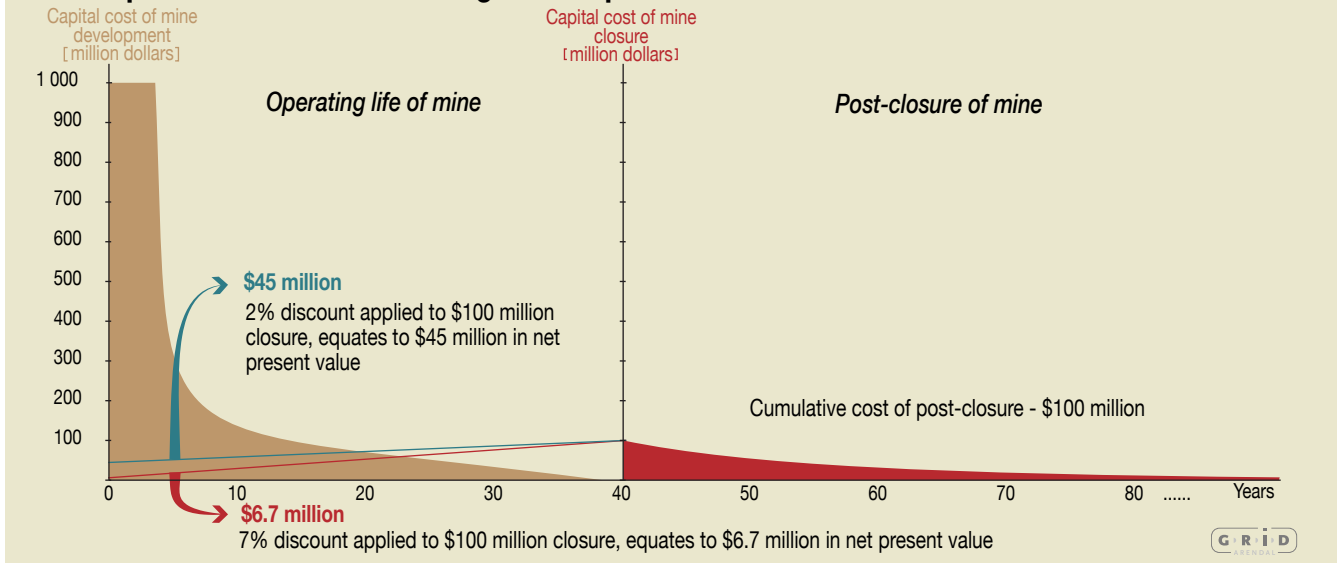 Capital cost of mine
development
[million dollars]
Capital cost of mine
closure
[million dollars]
Operating life of mine
Post-closure of mine
1 000
900
800
700
600
500
400
300
200
100
$45 million
2% discount applied to $100 million
closure, equates to $45 million in net
present value
Cumulative cost of post-closure - $100 million
0 10 20 30 40 50 60 70 80 ...... Years
$6.7 million
7% discount applied to $100 million closure, equates to $6.7 million in net present value
G R i D
ARENDAL